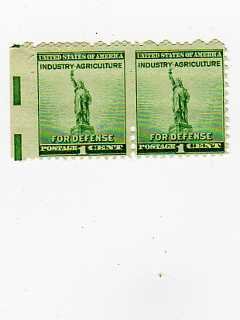 UNITED STATES OF AMERICA
INDUSTRY·AGRICULTURE
FOR DEFENSE
POSTAGE 1 CENT
UNITED STATES OF AMERICA
INDUSTRY·AGRICULTURE
FOR DEFENSE
POSTAGE 1 CENT